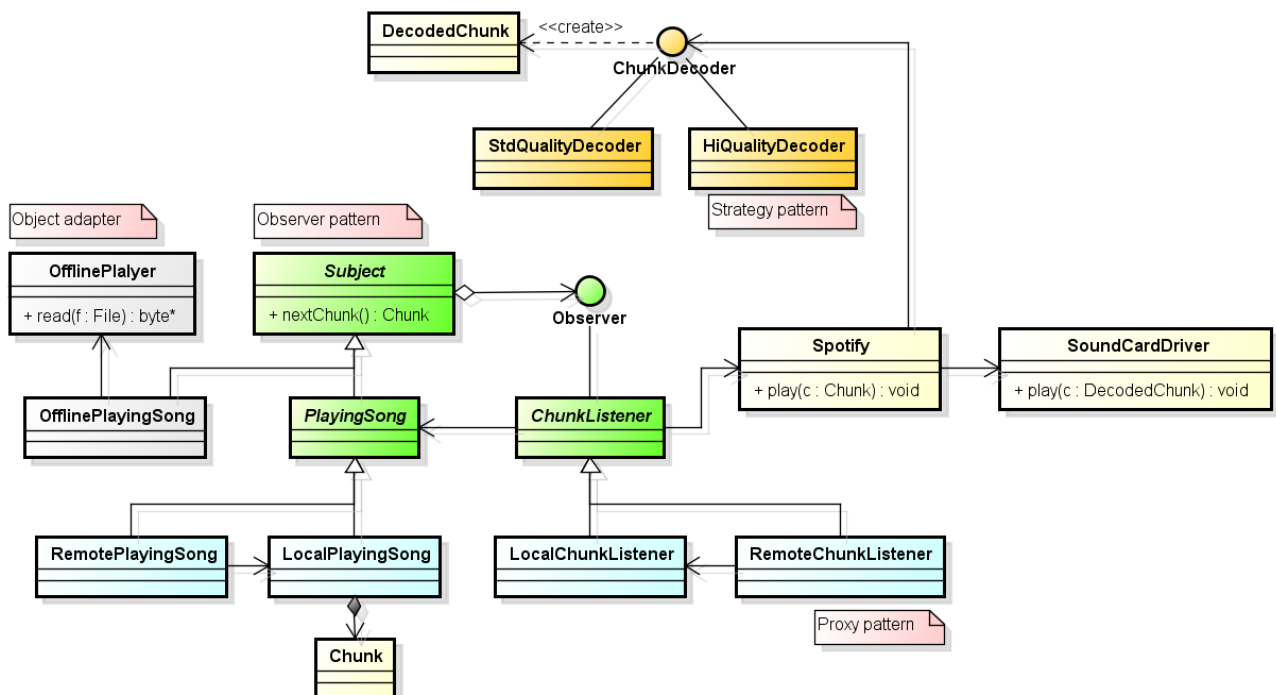 DecodedChunk
<<create>>
ChunkDecoder
StdQualityDecoder
HiQualityDecoder
Strategy pattern
Object adapter
Observer pattern
OfflinePlalyer
+ read(f : File) : byte*
Subject
+ nextChunk() : Chunk
Observer
Spotify
+ play(c : Chunk) : void
SoundCardDriver
+ play(c : DecodedChunk) : void
OfflinePlayingSong
PlayingSong
ChunkListener
RemotePlayingSong
LocalPlayingSong
LocalChunkListener
RemoteChunkListener
Proxy pattern
Chunk